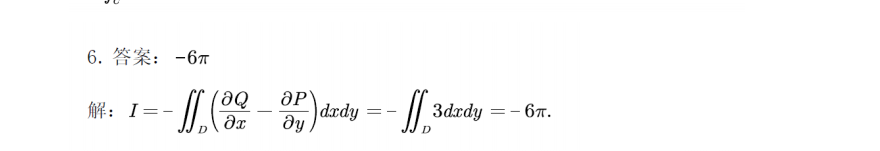 6. 答案： −6π
解： I = − ∬_D (∂Q/∂x − ∂P/∂y) dxdy = − ∬_D 3dxdy = − 6π.